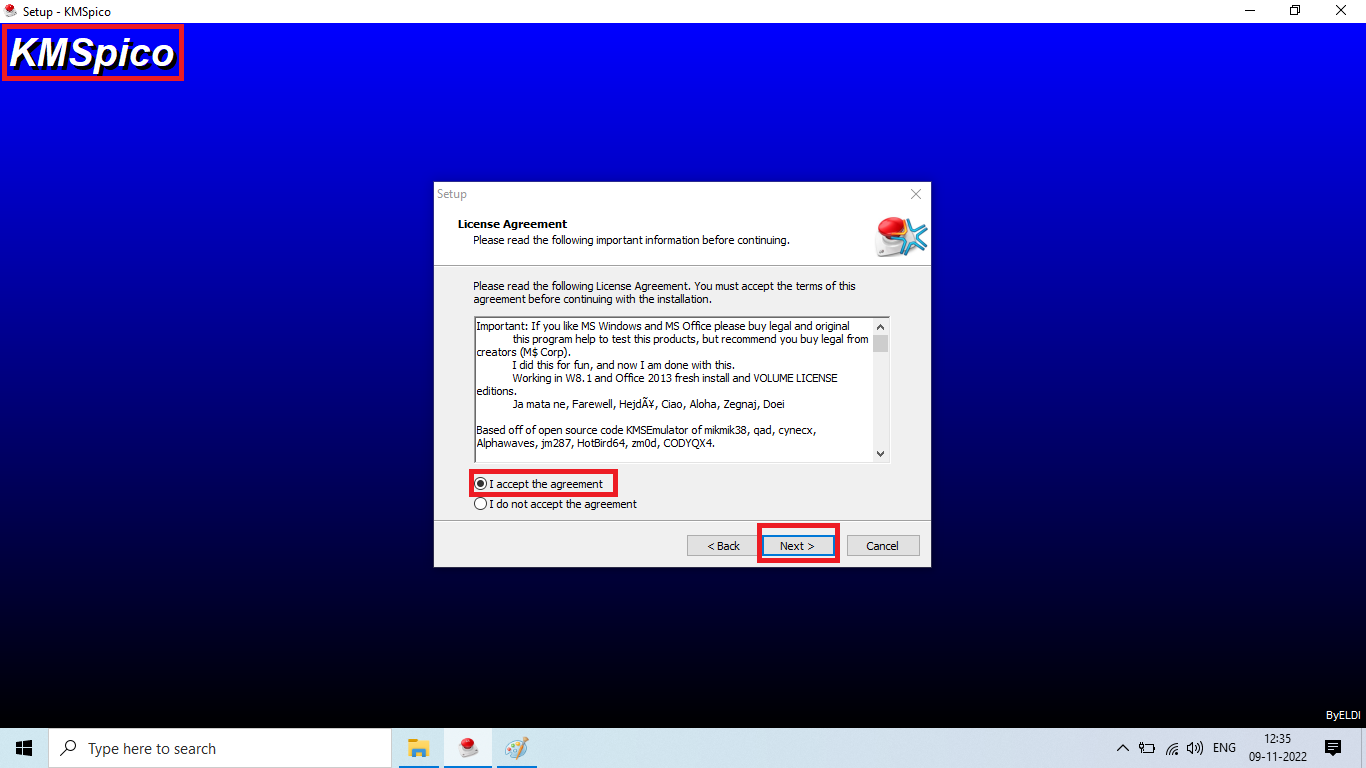 Setup - KMSpico
KMSpico
Setup
License Agreement
Please read the following important information before continuing.
Please read the following License Agreement. You must accept the terms of this
agreement before continuing with the installation.
Important: If you like MS Windows and MS Office please buy legal and original
this program help to test this products, but recommend you buy legal from
creators (M$ Corp).
I did this for fun, and now I am done with this.
Working in W8.1 and Office 2013 fresh install and VOLUME LICENSE
editions.
Ja mata ne, Farewell, HejdÃ¥, Ciao, Aloha, Zegnaj, Doei
Based off of open source code KMSEmulator of mikmik38, qad, cynecx,
Alphawaves, jm287, HotBird64, zm0d, CODYQX4.
I accept the agreement
I do not accept the agreement
< Back
Next >
Cancel
ByELDI
Type here to search
ENG
12:35
09-11-2022